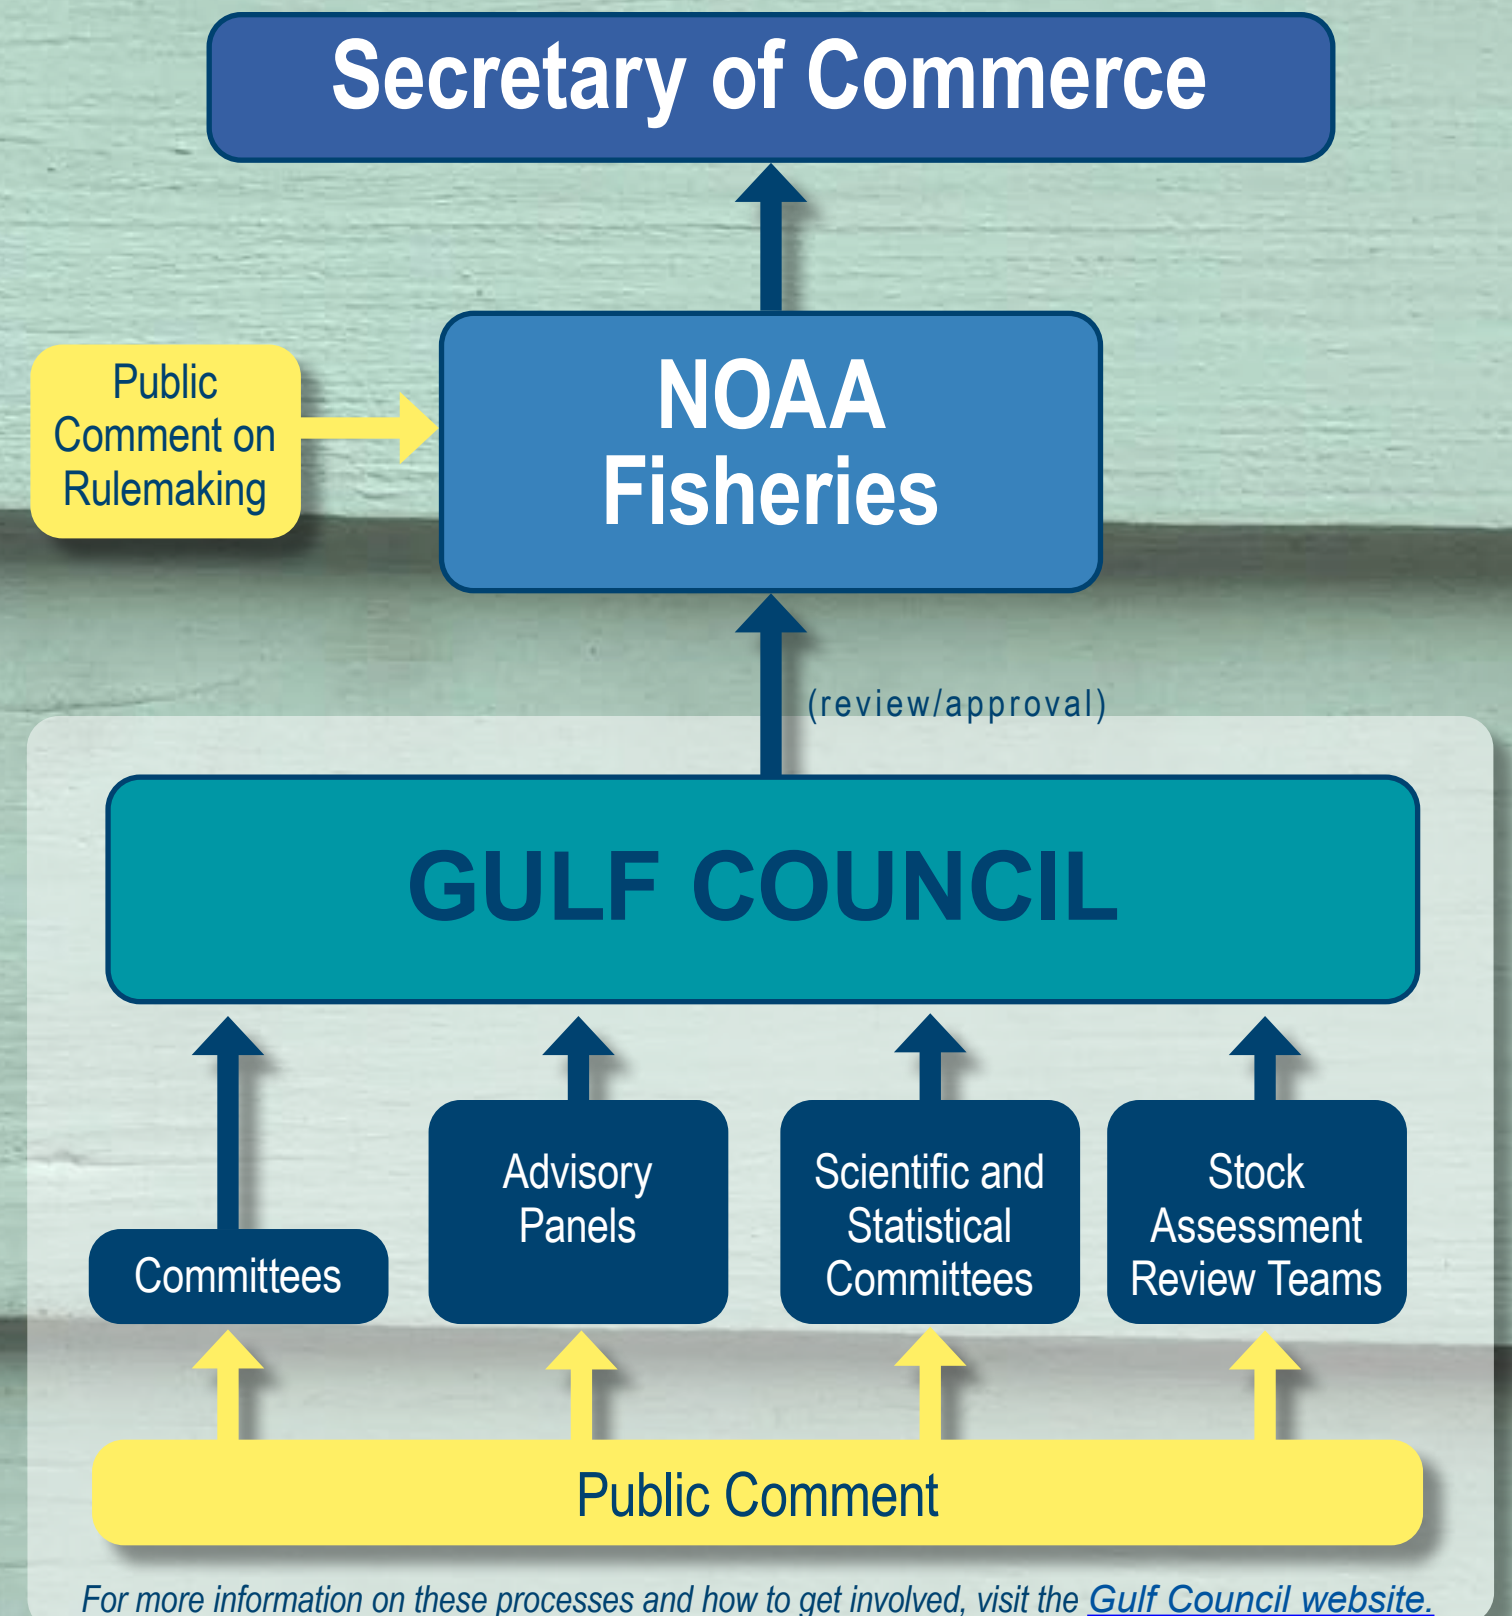 Secretary of Commerce
Public
Comment on
Rulemaking
NOAA
Fisheries
(review/approval)
GULF COUNCIL
Committees
Advisory
Panels
Scientific and
Statistical
Committees
Stock
Assessment
Review Teams
Public Comment
For more information on these processes and how to get involved, visit the Gulf Council website.